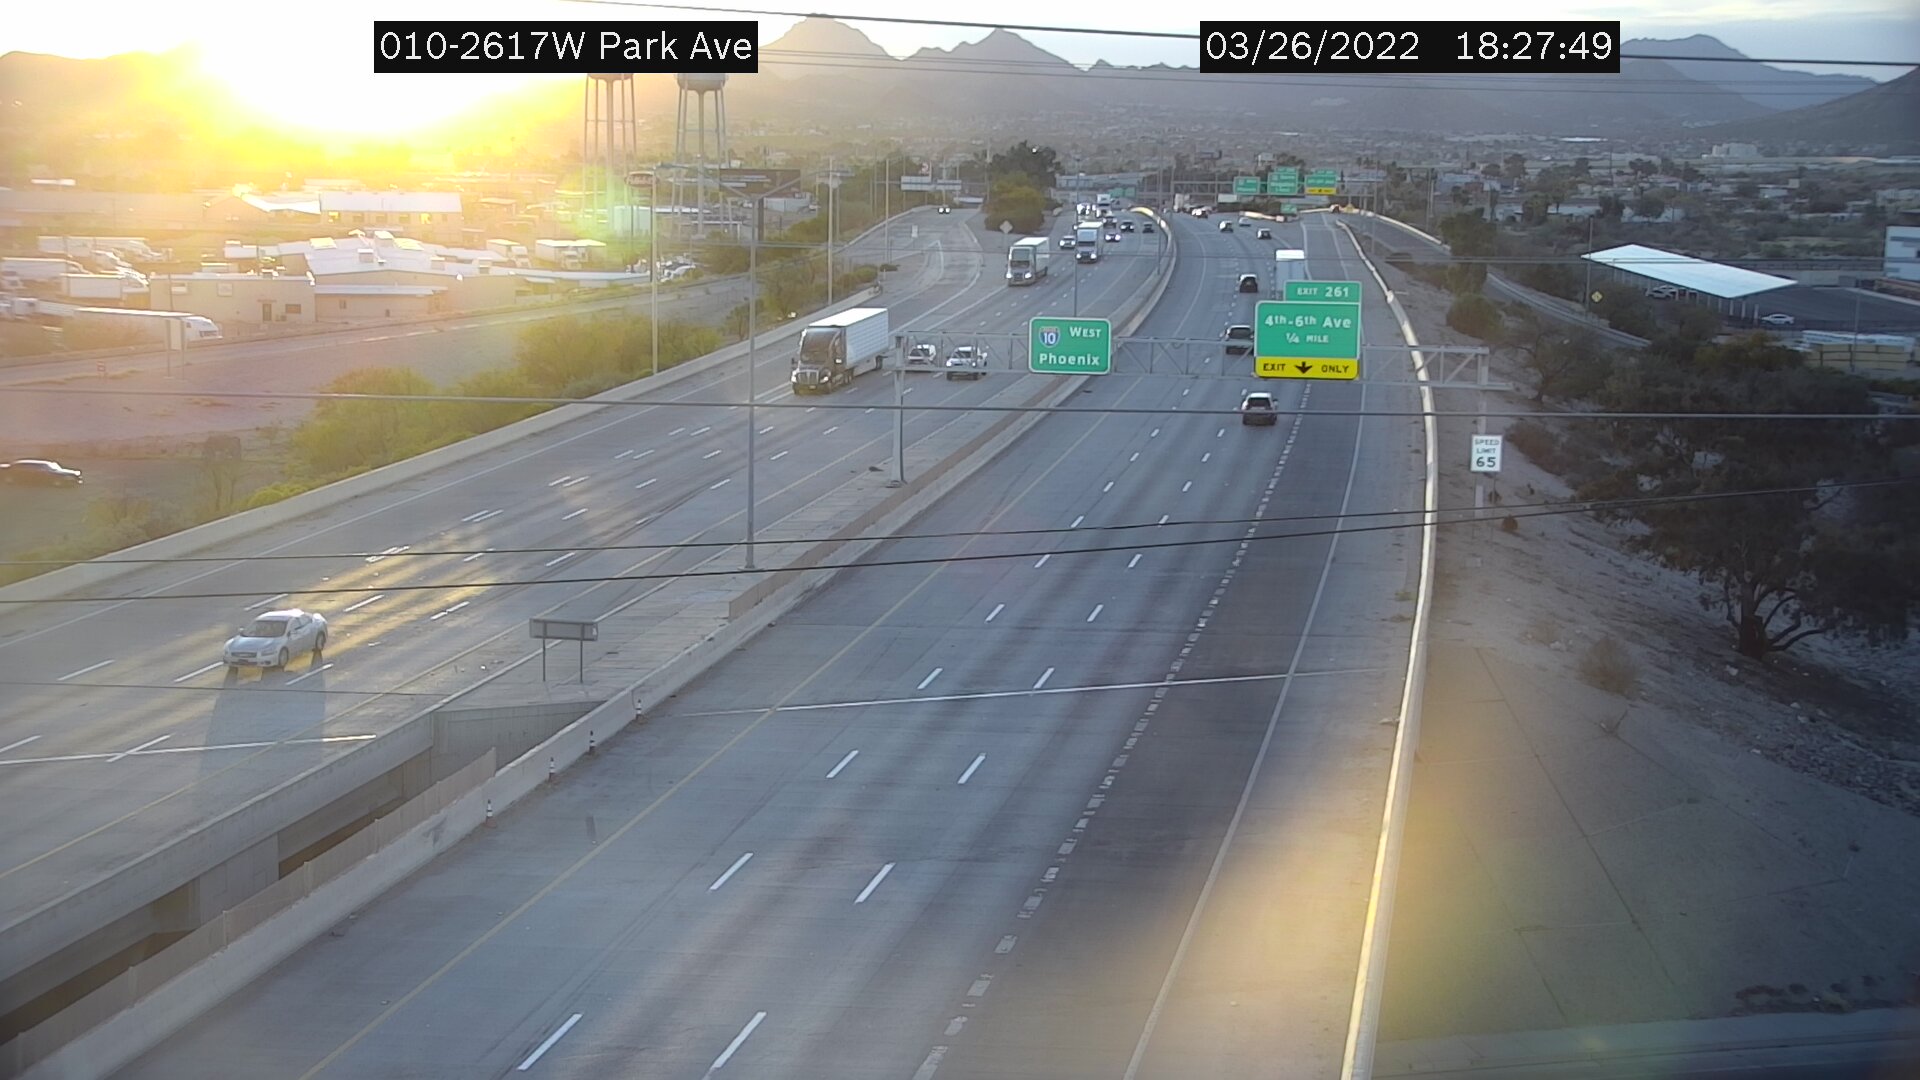 010-2617W Park Ave
03/26/2022 18:27:49
EXIT 261
4th-6th Ave
1/4 MILE
EXIT ONLY
10 WEST
Phoenix
SPEED
LIMIT
65